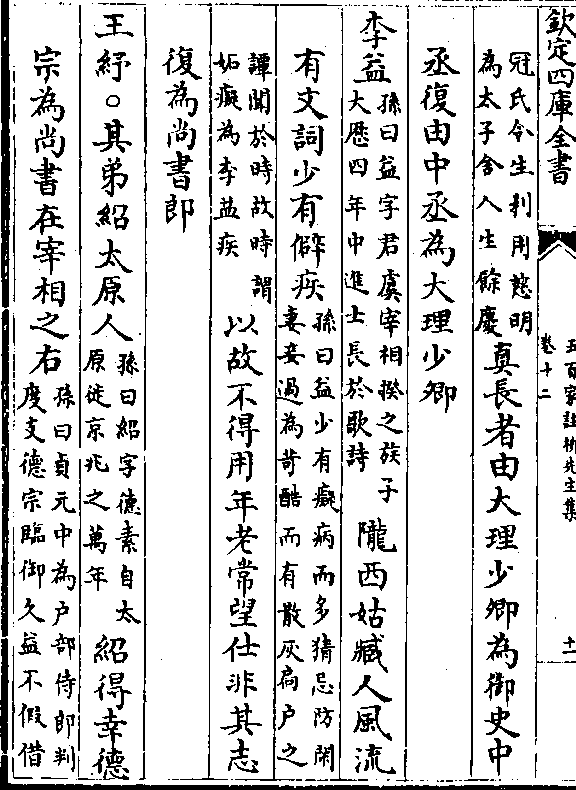 欽定四庫全書
五百家註栁先生集
卷十二
十一
冠氏令生利用慈明
為太子舍人生餘慶
真長者由大理少卿為御史中
丞復由中丞為大理少卿
李益
孫曰益字君虞宰相揆之族子
大厯四年中進士長於歌詩
隴西姑臧人風流
有文詞少有僻疾
孫曰益少有癡病而多猜忌防閑
妻妾過為苛酷而有散灰扃户之
譚聞於時故時謂
妬癡為李益疾
以故不得用年老常望仕非其志
復為尚書郎
王紓○其弟紹太原人
孫曰紹字德素自太
原徙京兆之萬年
紹得幸德
宗為尚書在宰相之右
孫曰貞元中為户部侍郎判
度支德宗臨御久益不假借